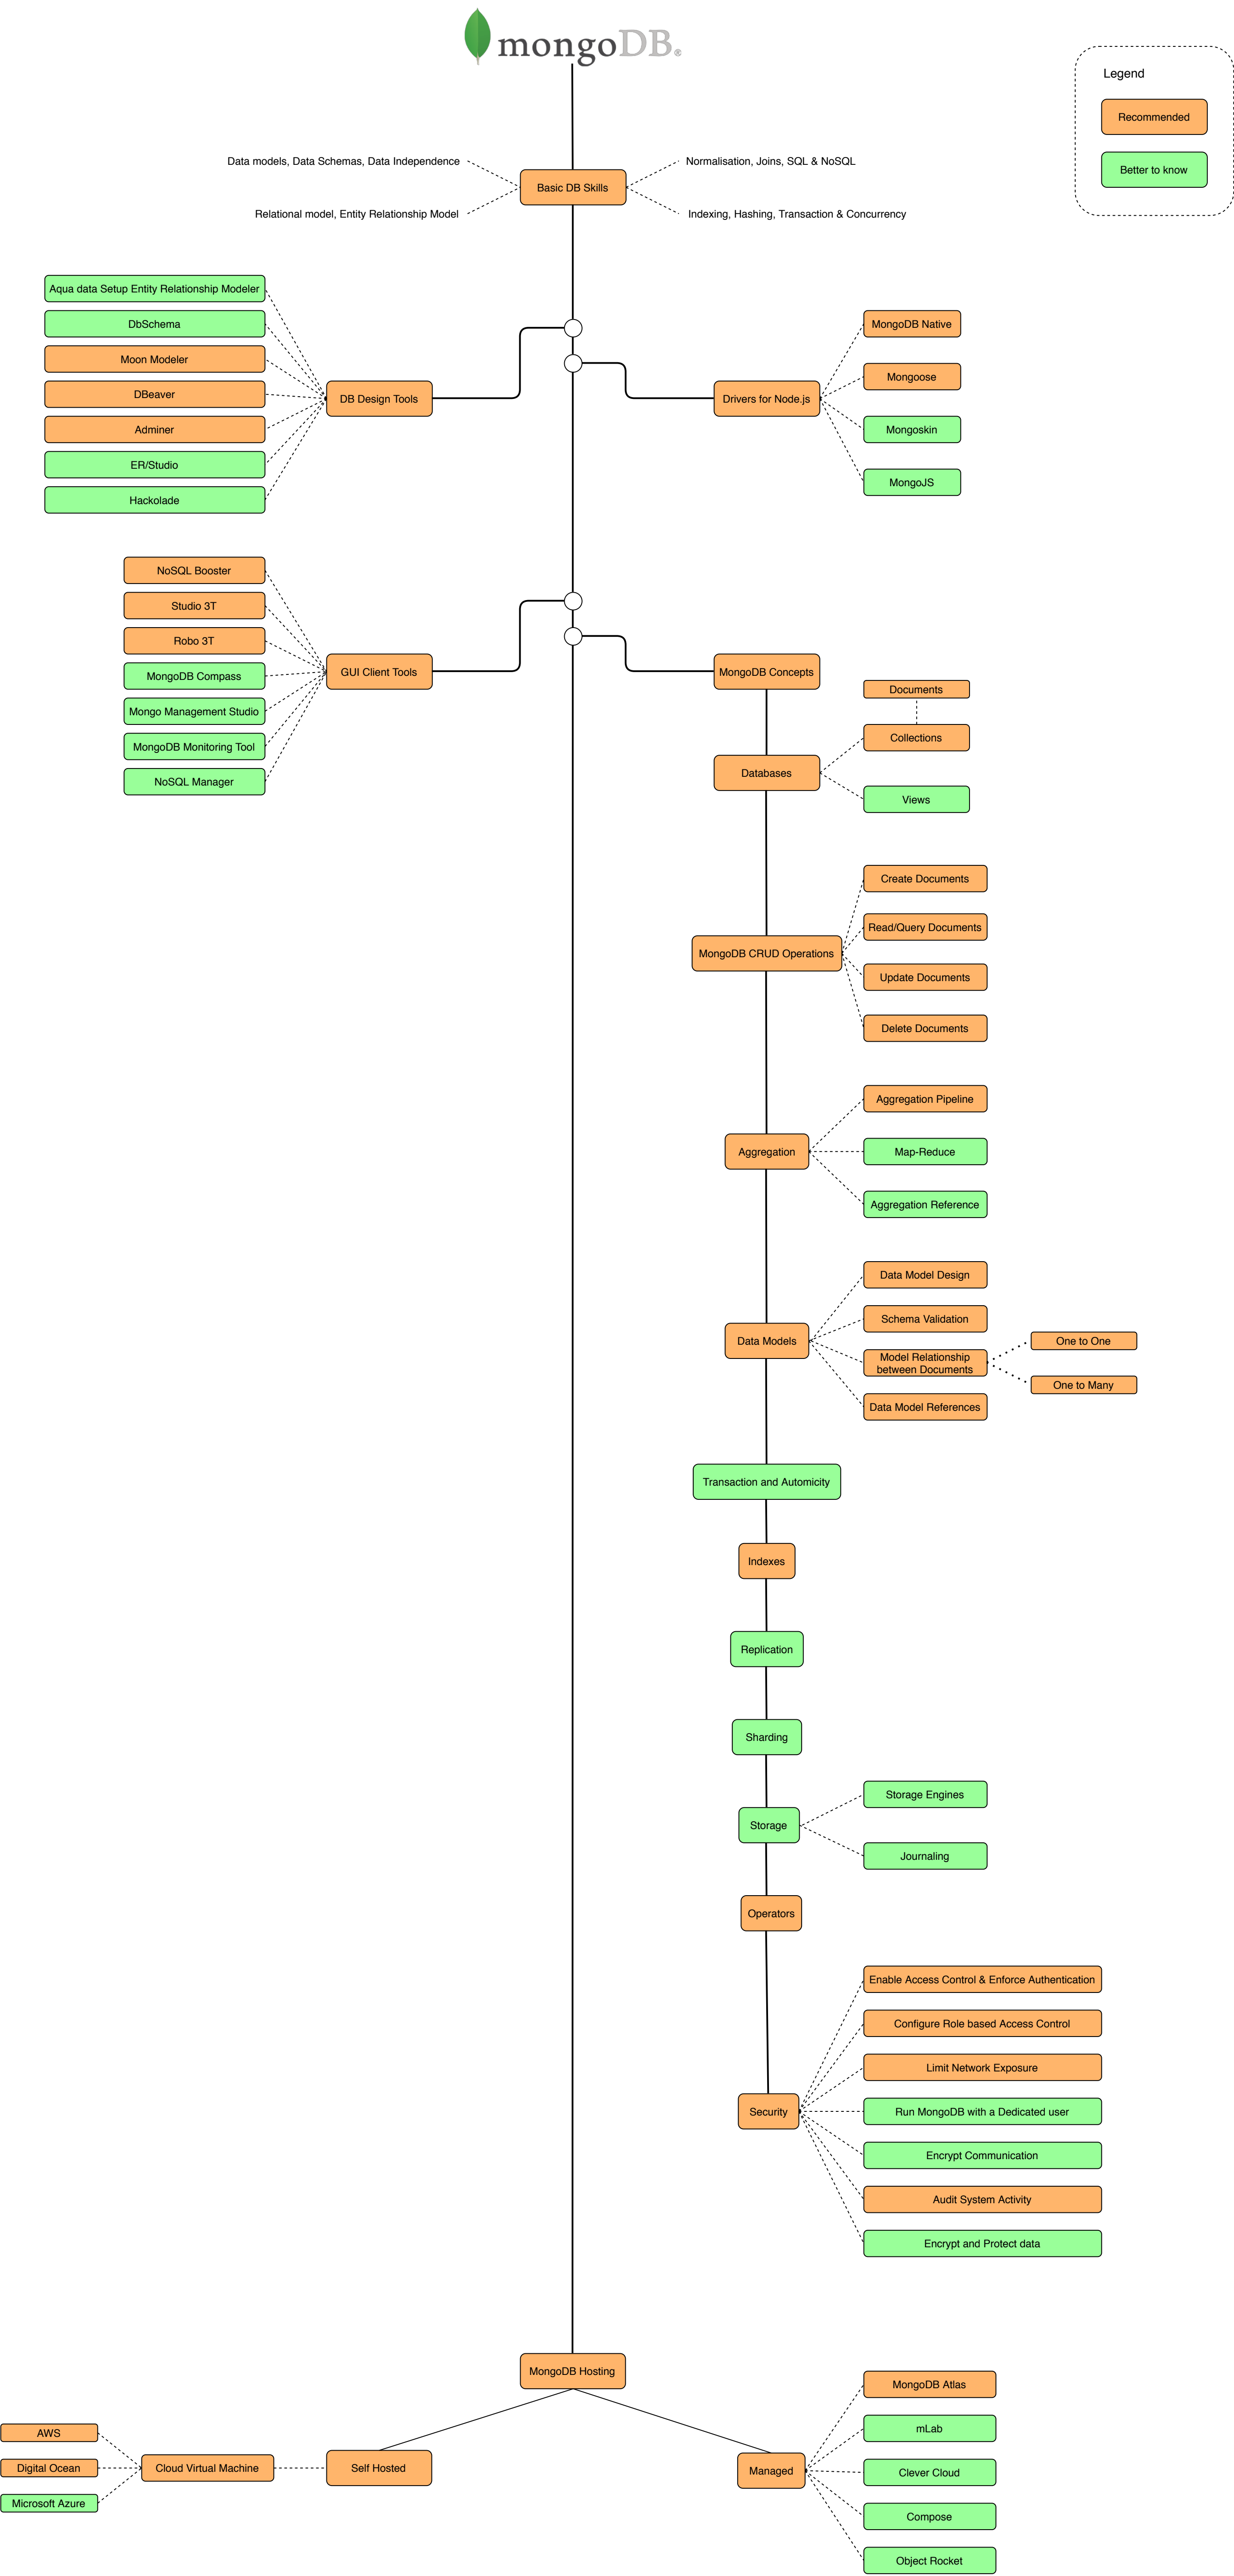 mongoDB®
Legend
Recommended
Better to know
Data models, Data Schemas, Data Independence
Normalisation, Joins, SQL & NoSQL
Basic DB Skills
Relational model, Entity Relationship Model
Indexing, Hashing, Transaction & Concurrency
Aqua data Setup Entity Relationship Modeler
DbSchema
Moon Modeler
DBeaver
Adminer
ER/Studio
Hackolade
DB Design Tools
Drivers for Node.js
MongoDB Native
Mongoose
Mongoskin
MongoJS
NoSQL Booster
Studio 3T
Robo 3T
MongoDB Compass
Mongo Management Studio
MongoDB Monitoring Tool
NoSQL Manager
GUI Client Tools
MongoDB Concepts
Documents
Collections
Databases
Views
Create Documents
Read/Query Documents
MongoDB CRUD Operations
Update Documents
Delete Documents
Aggregation Pipeline
Aggregation
Map-Reduce
Aggregation Reference
Data Model Design
Schema Validation
Data Models
Model Relationship
between Documents
One to One
One to Many
Data Model References
Transaction and Automicity
Indexes
Replication
Sharding
Storage Engines
Storage
Journaling
Operators
Enable Access Control & Enforce Authentication
Configure Role based Access Control
Limit Network Exposure
Security
Run MongoDB with a Dedicated user
Encrypt Communication
Audit System Activity
Encrypt and Protect data
MongoDB Hosting
AWS
Digital Ocean
Microsoft Azure
Cloud Virtual Machine
Self Hosted
Managed
MongoDB Atlas
mLab
Clever Cloud
Compose
Object Rocket